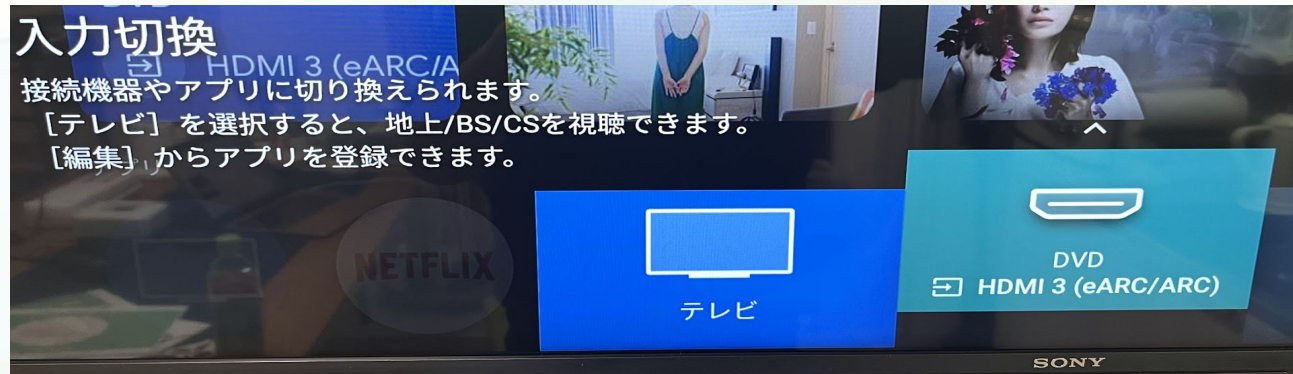 入力切換
HDMI 3 (eARC/A
接続機器やアプリに切り換えられます。
［テレビ］を選択すると、地上/BS/CSを視聴できます。
［編集］からアプリを登録できます。
アプリ
NETFLIX
テレビ
DVD
HDMI 3 (eARC/ARC)
SONY